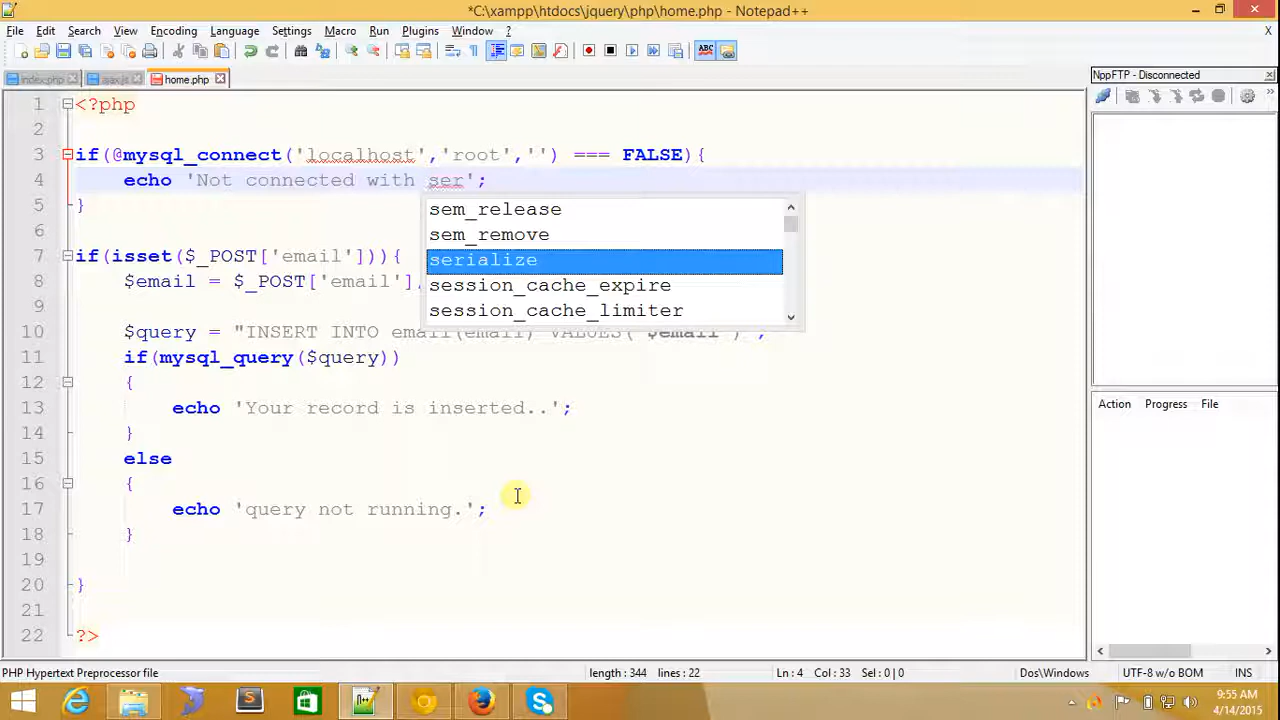 *C:\xampp\htdocs\jquery\php\home.php - Notepad++
File Edit Search View Encoding Language Settings Macro Run Plugins Window ?
X
index.php ajax.js home.php
NppFTP - Disconnected
1 <?php
2
3 if(@mysql_connect('localhost','root','') === FALSE){
4 echo 'Not connected with ser';
5 }
sem_release
sem_remove
serialize
session_cache_expire
session_cache_limiter
6
7 if(isset($_POST['email'])){
8 $email = $_POST['email']
9
10 $query = "INSERT INTO email(email) VALUES('$email')";
11 if(mysql_query($query))
12 {
13 echo 'Your record is inserted..';
14 }
15 else
16 {
17 echo 'query not running.';
18 }
19
20 }
21
22 ?>
Action Progress File
PHP Hypertext Preprocessor file length : 344 lines : 22 Ln : 4 Col : 33 Sel : 0 | 0 Dos\Windows UTF-8 w/o BOM INS
9:55 AM
4/14/2015